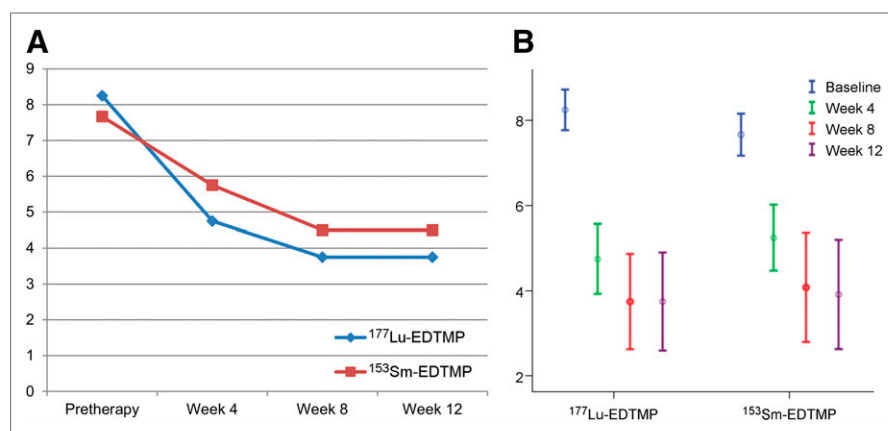 A
9
8
7
6
5
4
3
2
1
0
Pretherapy Week 4 Week 8 Week 12
177Lu-EDTMP
153Sm-EDTMP
B
8
6
4
2
Baseline
Week 4
Week 8
Week 12
177Lu-EDTMP 153Sm-EDTMP